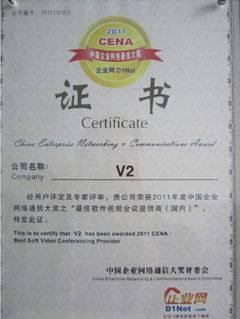 2011
CENA
中国企业网络通信大奖
企业网D1Net
证 书
Certificate
China Enterprise Networking & Communications Award
公司名称:
Company
V2
经用户评定及专家评审，贵公司荣获2011年度中国企业
网络通信大奖之“最佳软件视频会议提供商（国内）”，
特发此证。
This is to certify that V2 has been awarded 2011 CENA:
Best Soft Video Conferencing Provider
中国企业网络通信大奖评委会
China Enterprise Networking & Communications Award Committee
企业网
D1Net.com